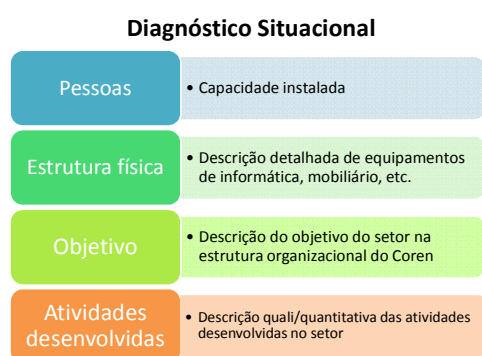 Diagnóstico Situacional
Pessoas
• Capacidade instalada
Estrutura física
• Descrição detalhada de equipamentos
de informática, mobiliário, etc.
Objetivo
• Descrição do objetivo do setor na
estrutura organizacional do Coren
Atividades
desenvolvidas
• Descrição quali/quantitativa das atividades
desenvolvidas no setor